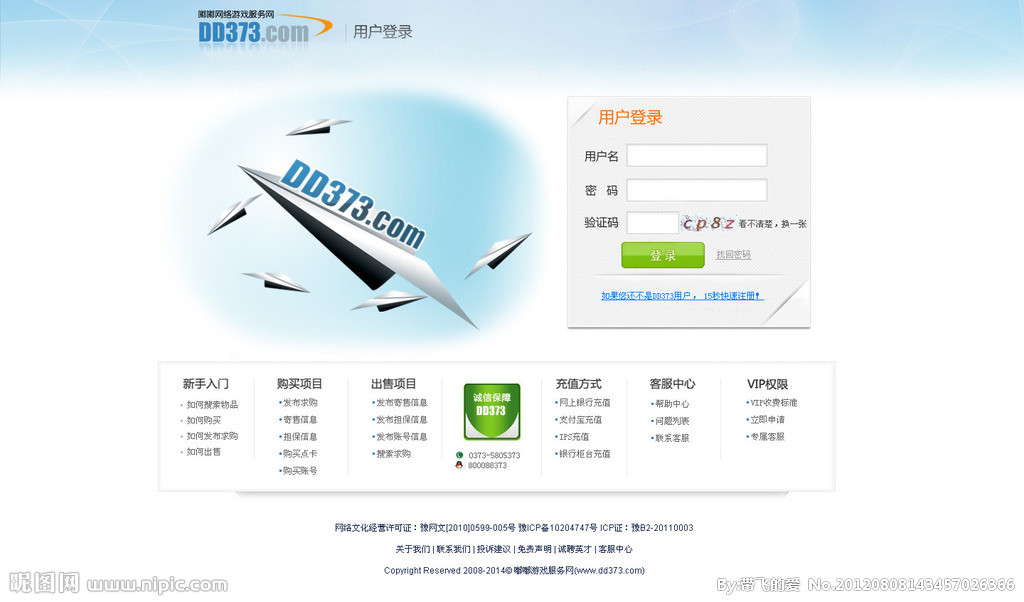 嘟嘟网络游戏服务网
DD373.com 用户登录
DD373.com
用户登录
用户名
密 码
验证码 cp8z 看不清楚，换一张
登 录 找回密码
如果您还不是DD373用户， 15秒快速注册！
新手入门
如何搜索物品
如何购买
如何发布求购
如何出售
购买项目
发布求购
寄售信息
担保信息
购买点卡
购买账号
出售项目
发布寄售信息
发布担保信息
发布账号信息
搜索求购
诚信保障
DD373
0373-5805373
800088373
充值方式
网上银行充值
支付宝充值
IPS充值
银行柜台充值
客服中心
帮助中心
问题列表
联系客服
VIP权限
VIP收费标准
立即申请
专属客服
网络文化经营许可证：豫网文[2010]0599-005号 豫ICP备10204747号 ICP证：豫B2-20110003
关于我们 | 联系我们 | 投诉建议 | 免责声明 | 诚聘英才 | 客服中心
Copyright Reserved 2008-2014© 嘟嘟游戏服务网(www.dd373.com)
昵图网 www.nipic.com
By:带飞的爱 No.20120808143457026366